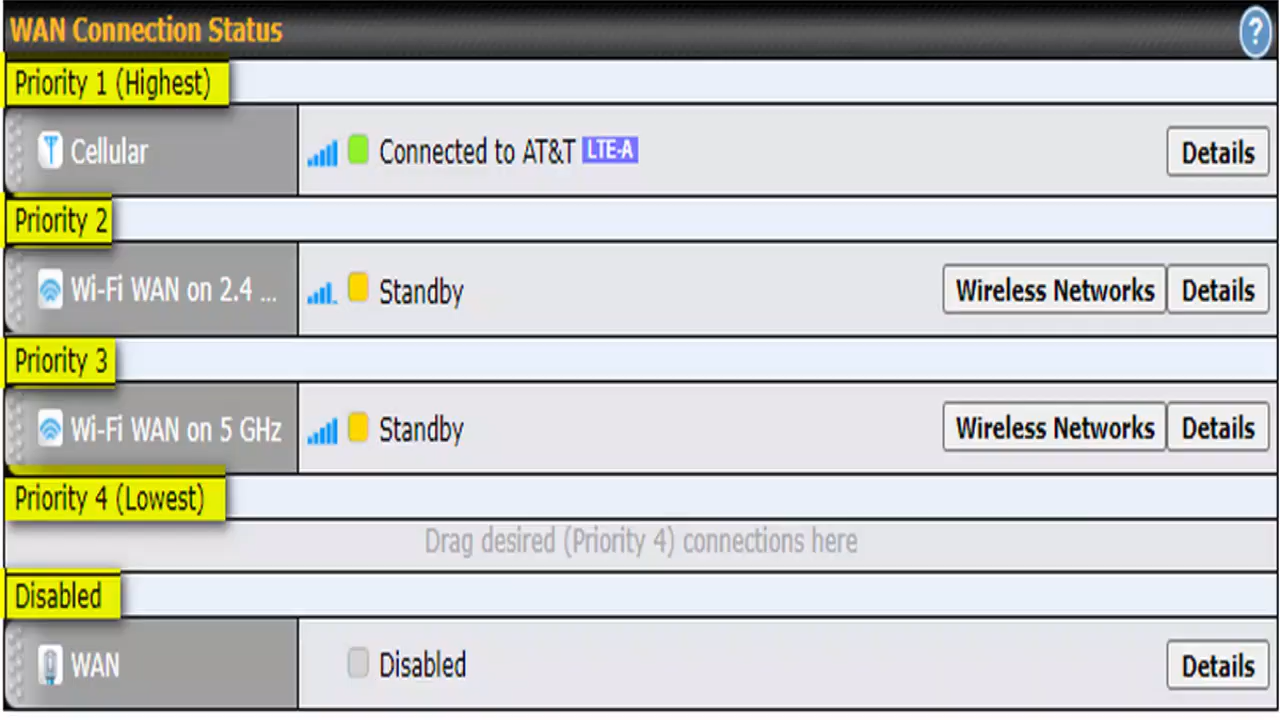 WAN Connection Status
?
Priority 1 (Highest)
Cellular Connected to AT&T LTE-A Details
Priority 2
Wi-Fi WAN on 2.4 ... Standby Wireless Networks Details
Priority 3
Wi-Fi WAN on 5 GHz Standby Wireless Networks Details
Priority 4 (Lowest)
Drag desired (Priority 4) connections here
Disabled
WAN Disabled Details